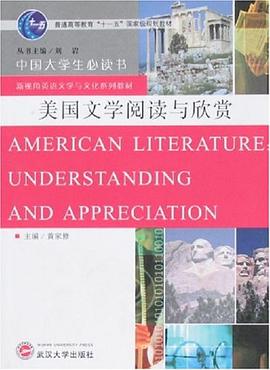 普通高等教育“十一五”国家级规划教材
丛书主编／刘 岩
中国大学生必读书
新视角英语文学与文化系列教材
美国文学阅读与欣赏
AMERICAN LITERATURE:
UNDERSTANDING
AND APPRECIATION
主编／黄家修
WUHAN UNIVERSITY PRESS
武汉大学出版社